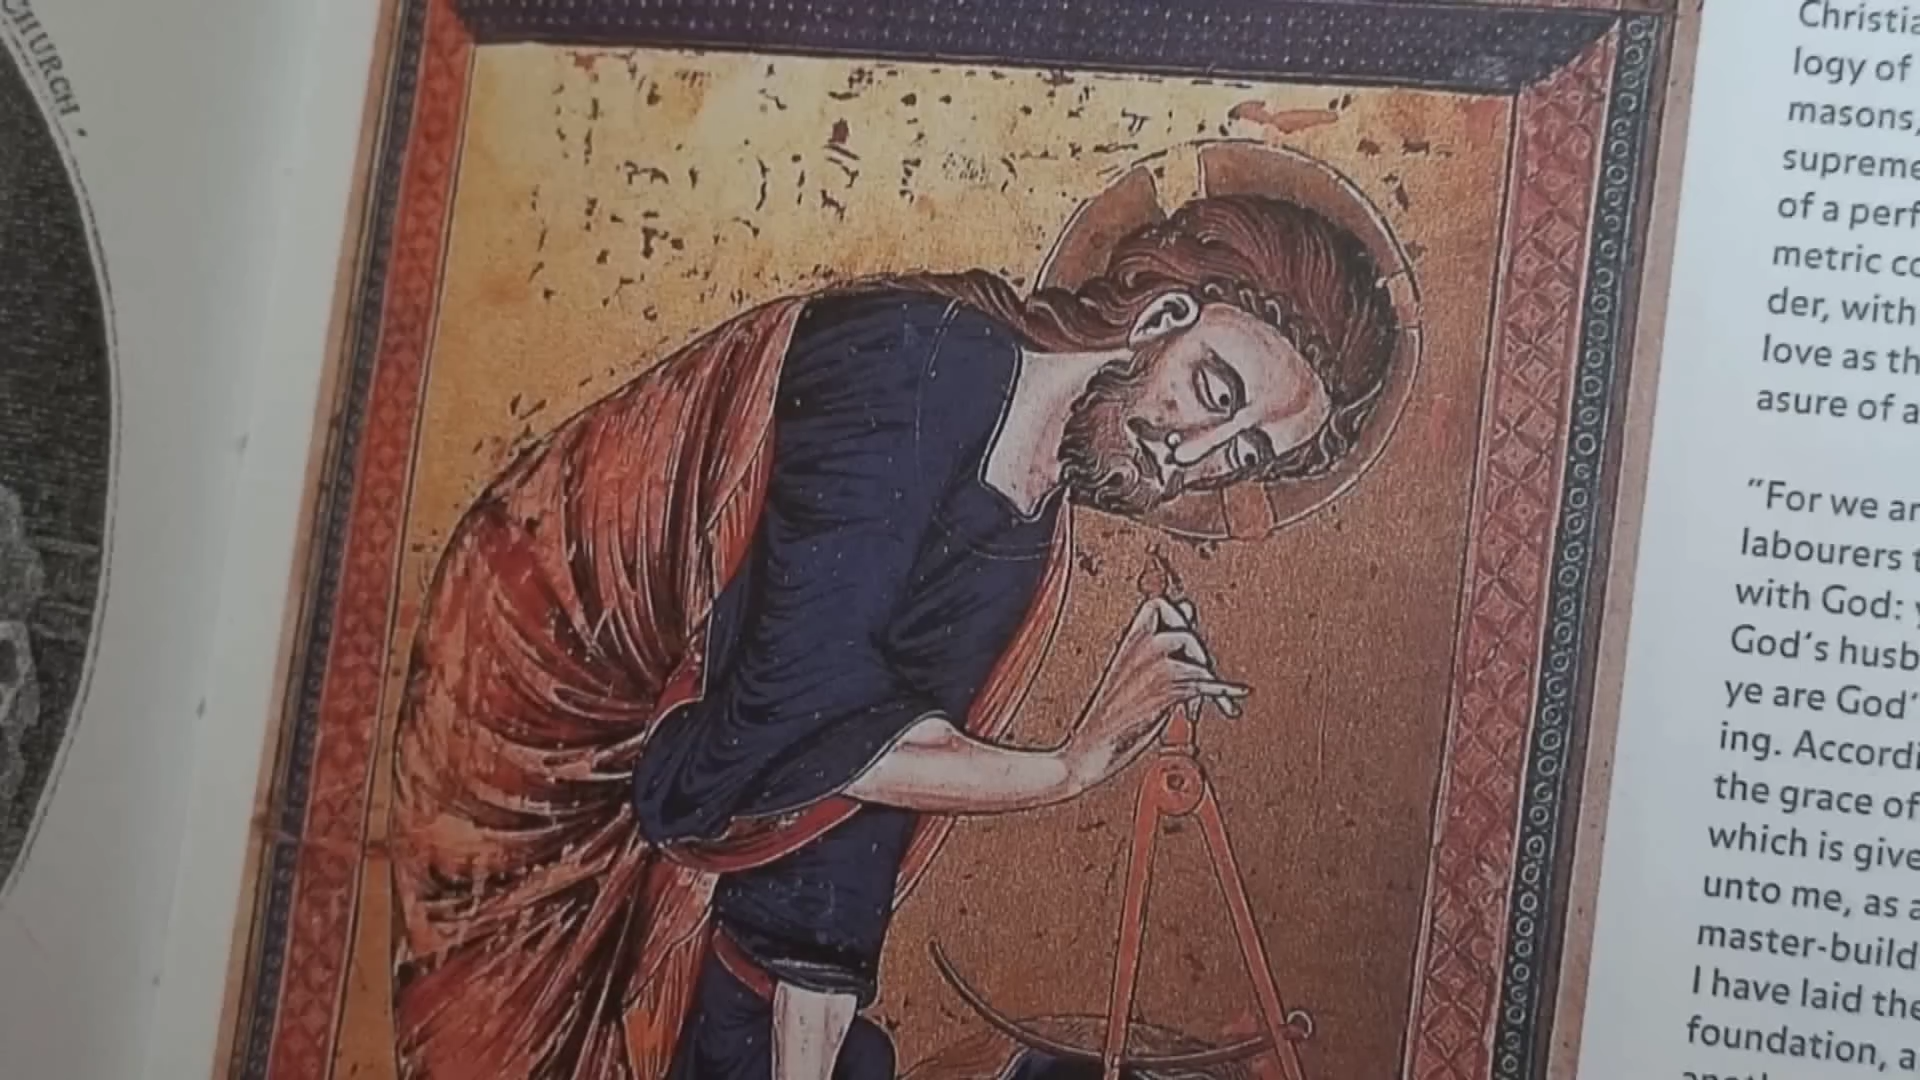 CHURCH •
Christia
logy of
masons,
supreme
of a perf
metric co
der, with
love as th
asure of a
"For we ar
labourers t
with God: y
God's husb
ye are God'
ing. Accordi
the grace of
which is give
unto me, as a
master-build
I have laid the
foundation, a